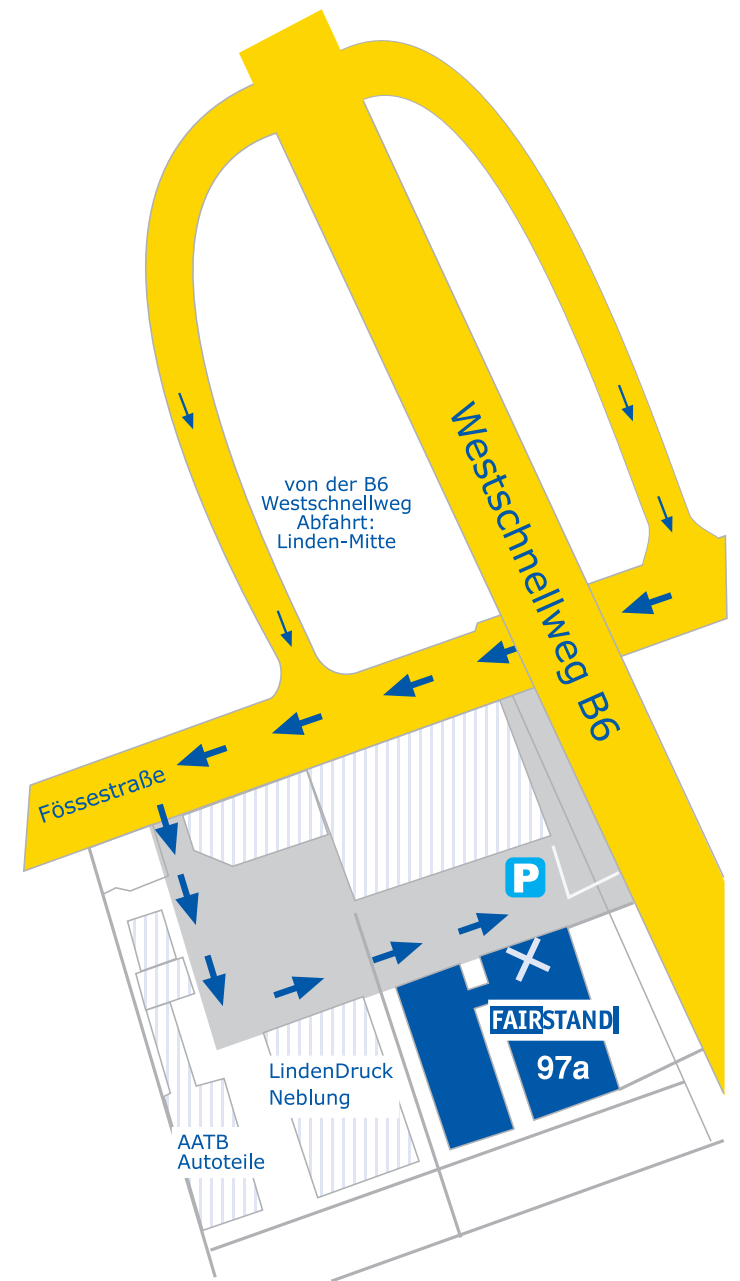 von der B6
Westschnellweg
Abfahrt:
Linden-Mitte
Westschnellweg B6
Fössestraße
P
FAIRSTAND
97a
LindenDruck
Neblung
AATB
Autoteile